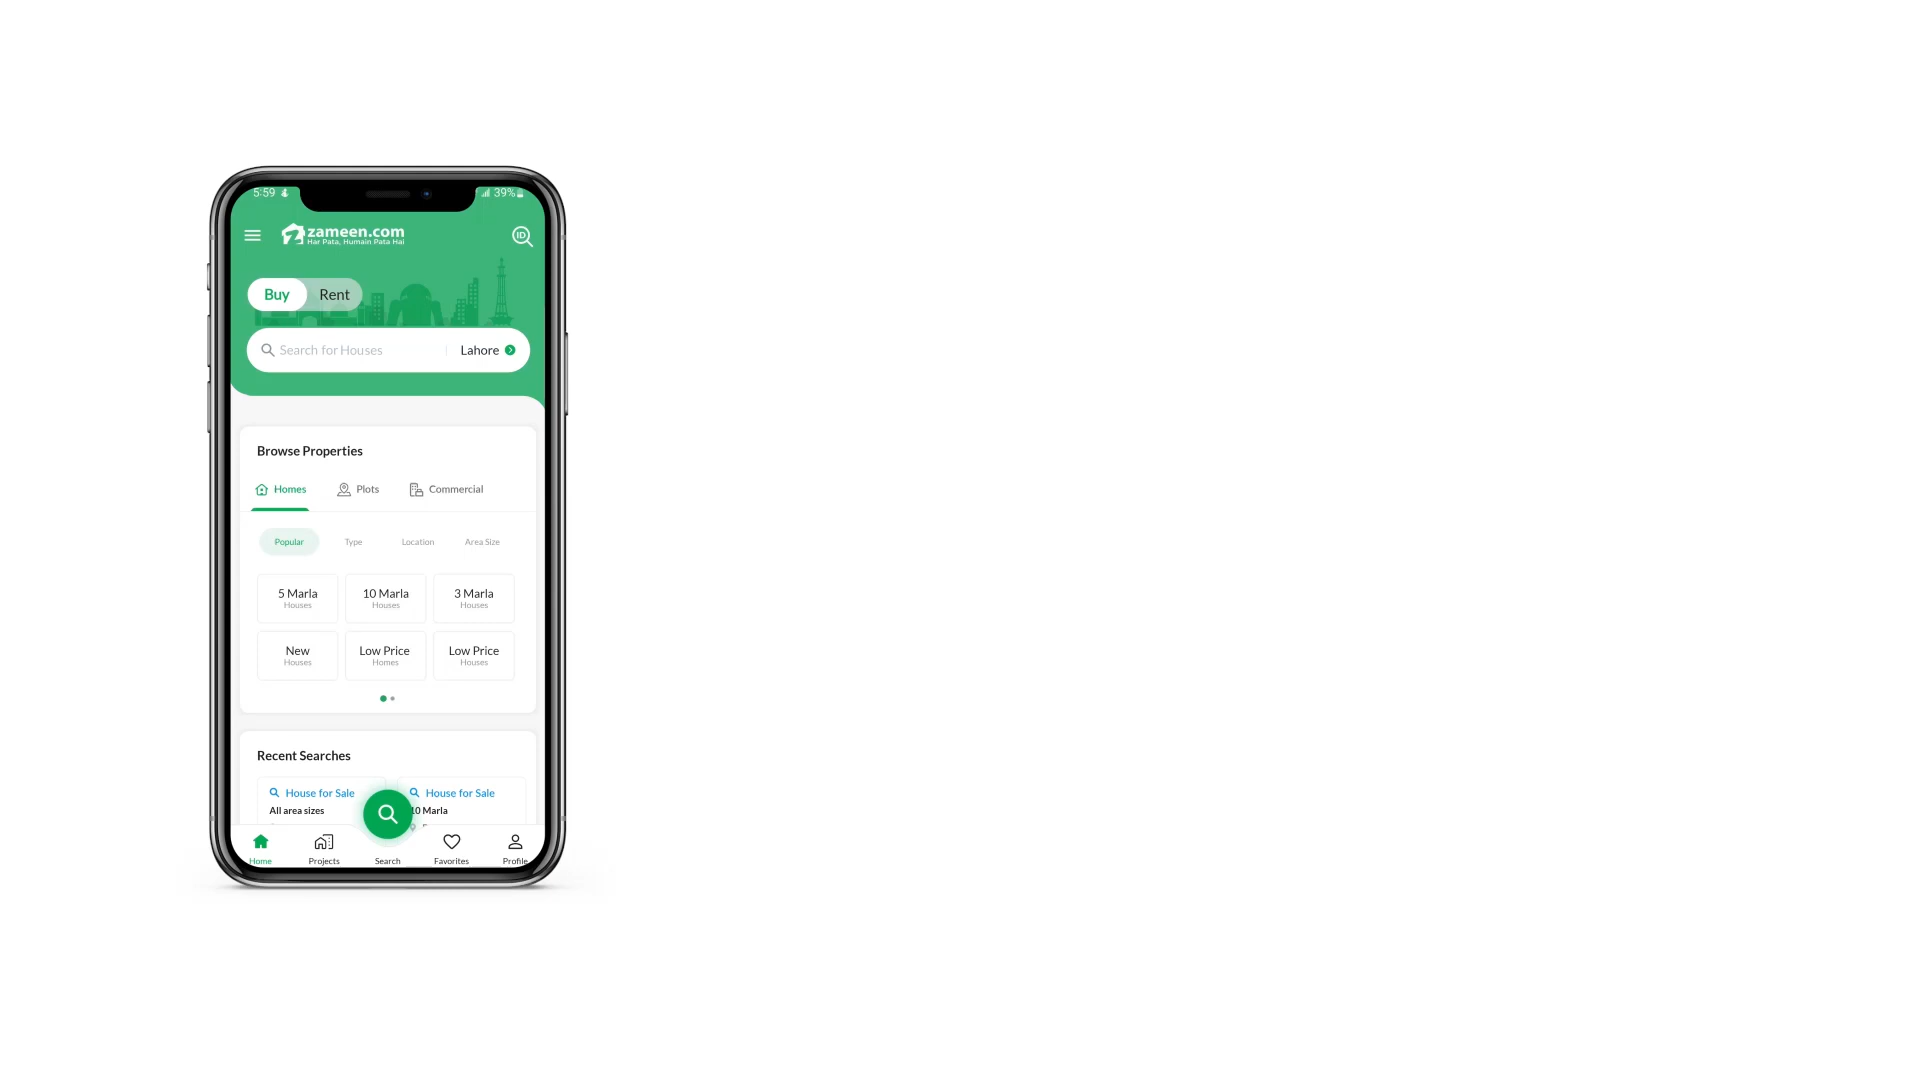 5:59 39%
zameen.com
Har Pata, Humain Pata Hai
ID
Buy Rent
Search for Houses Lahore
Browse Properties
Homes Plots Commercial
Popular Type Location Area Size
5 Marla 10 Marla 3 Marla
Houses Houses Houses
New Low Price Low Price
Houses Homes Houses
Recent Searches
House for Sale House for Sale
All area sizes 10 Marla
Home Projects Search Favorites Profile